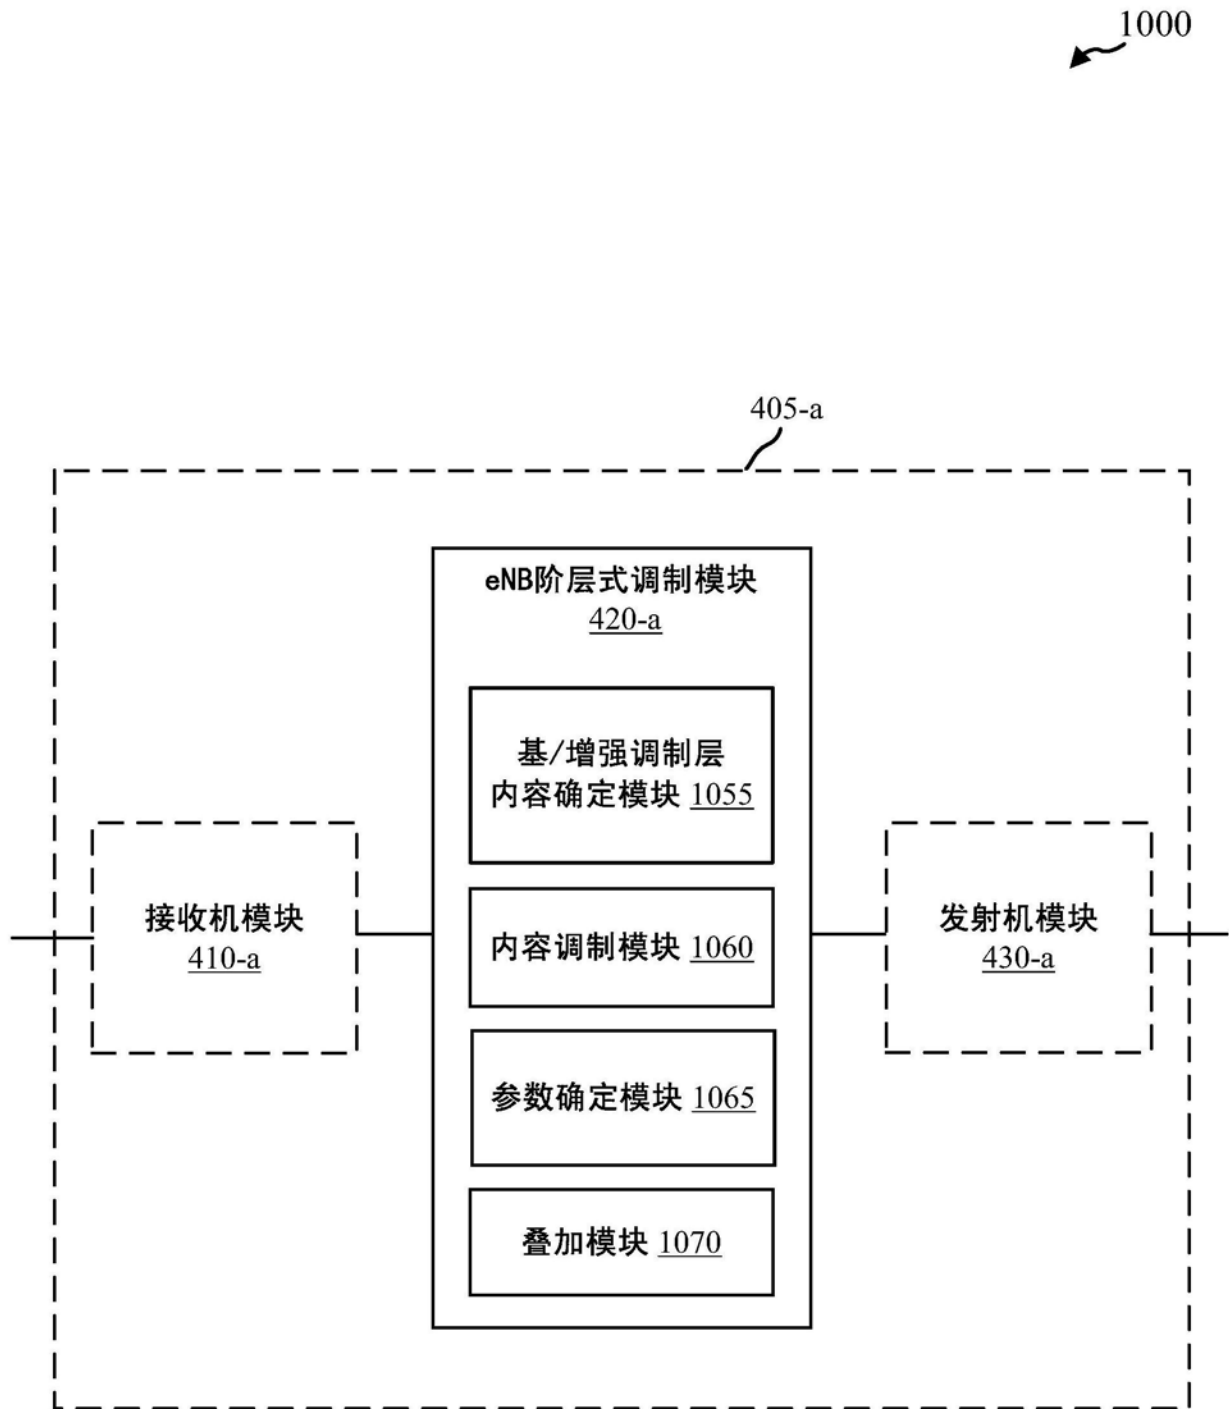 1000
405-a
eNB阶层式调制模块
420-a
基/增强调制层
内容确定模块 1055
接收机模块
410-a
内容调制模块 1060
发射机模块
430-a
参数确定模块 1065
叠加模块 1070